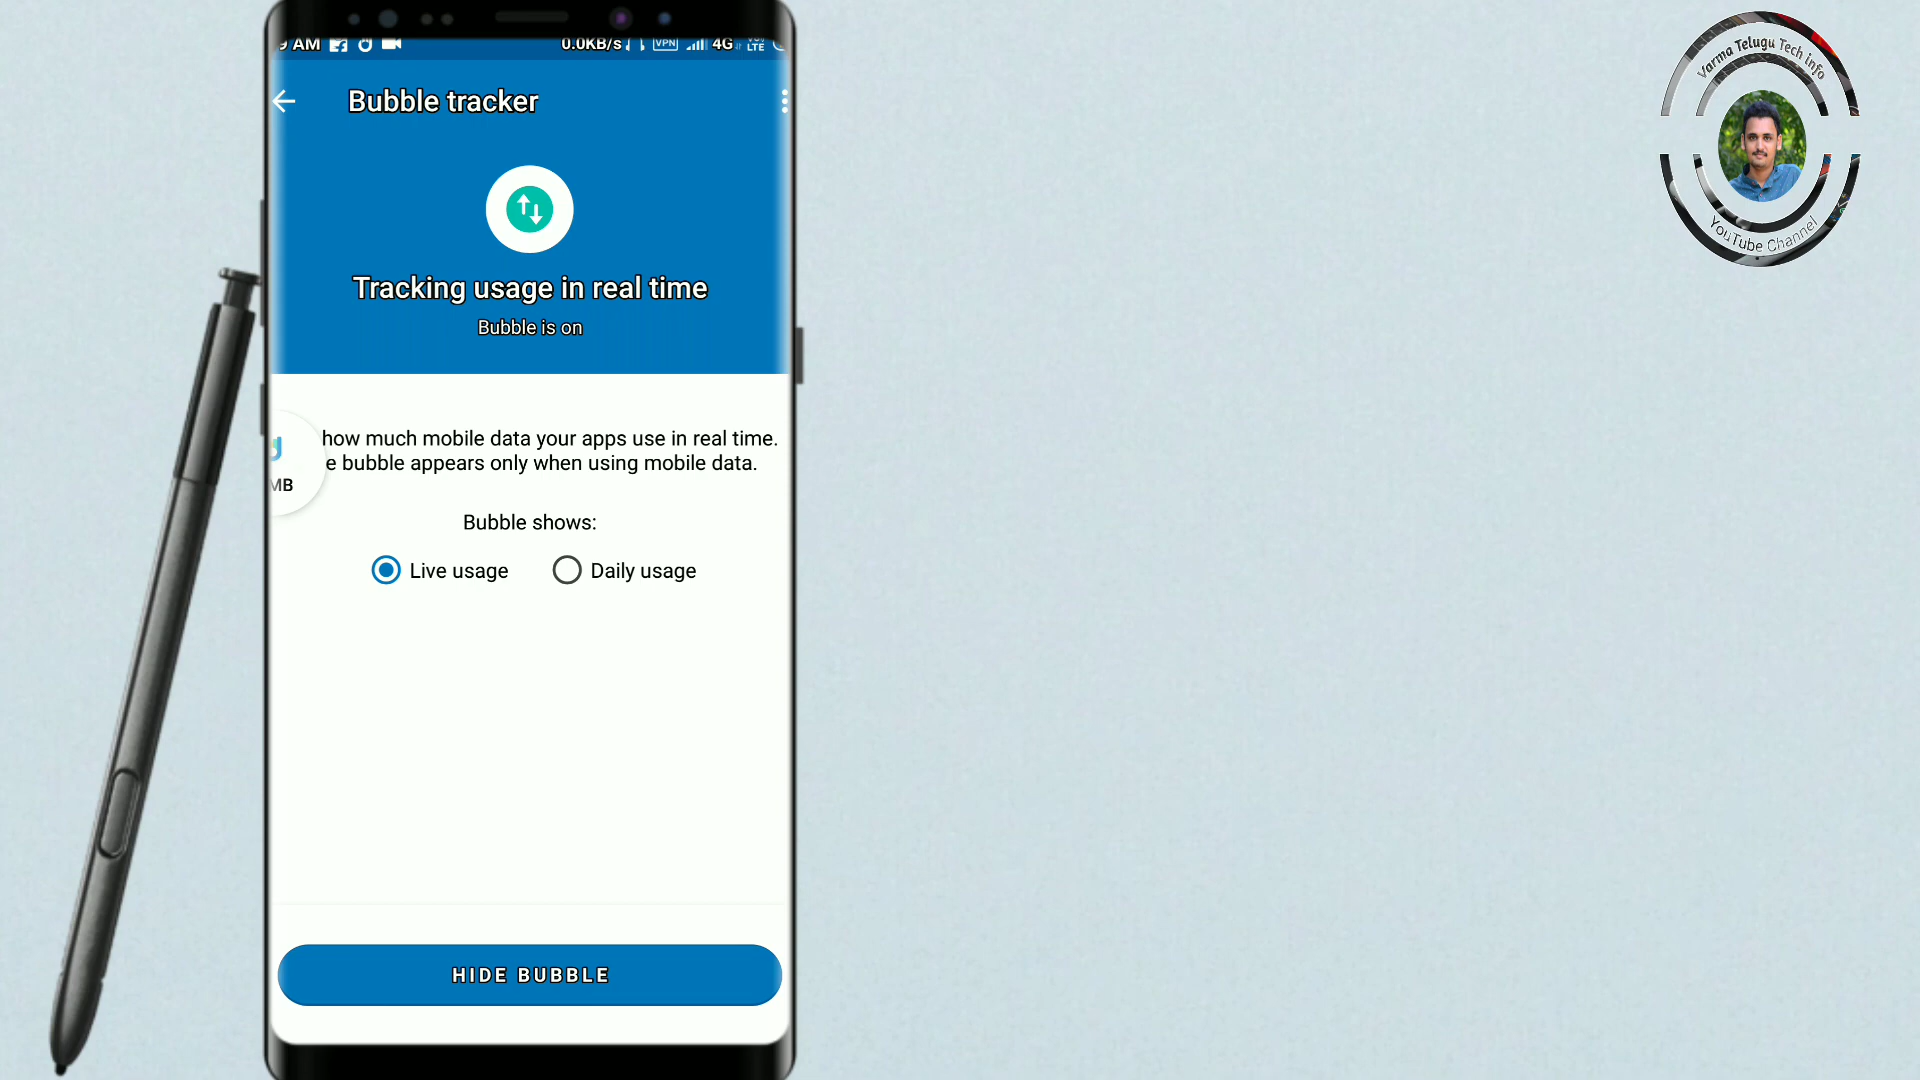 9 AM 0.0KB/s VPN 4G LTE
Bubble tracker
Tracking usage in real time
Bubble is on
how much mobile data your apps use in real time.
e bubble appears only when using mobile data.
MB
Bubble shows:
Live usage Daily usage
HIDE BUBBLE
Varma Telugu Tech info
YouTube Channel